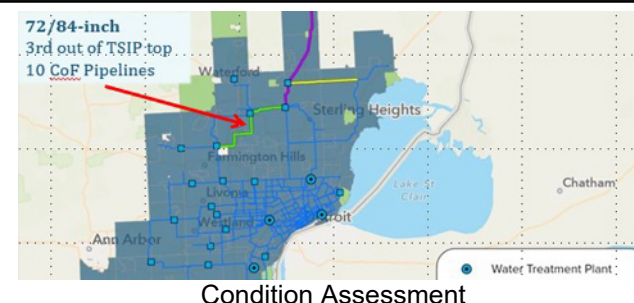 72/84-inch
3rd out of TSIP top
10 CoF Pipelines
Waterford
Sterling Heights
Farmington Hills
Lake St
Clair
Chatham
Livonia
Westland
troit
Ann Arbor
Water Treatment Plant
Condition Assessment